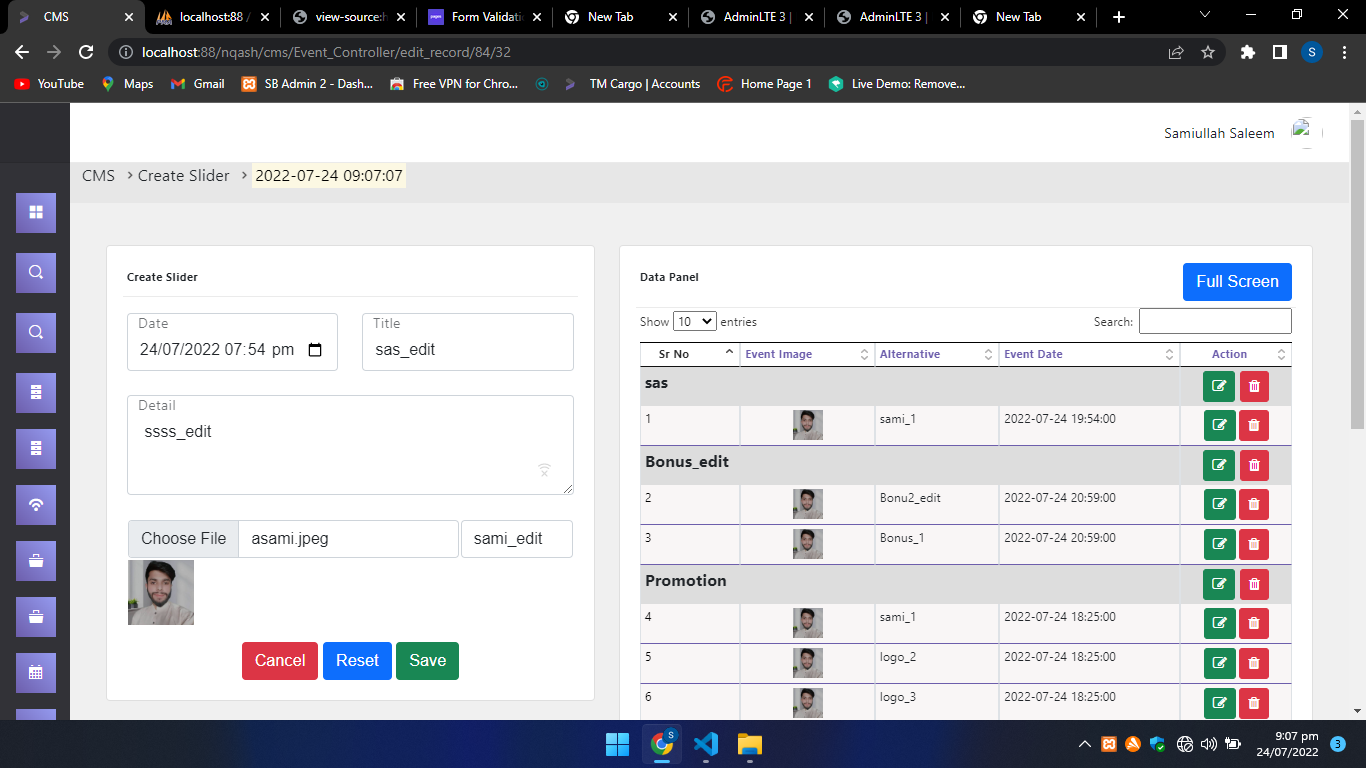 CMS
localhost:88 /
view-source:h
Form Validatio
New Tab
AdminLTE 3 |
AdminLTE 3 |
New Tab
localhost:88/nqash/cms/Event_Controller/edit_record/84/32
S
YouTube
Maps
Gmail
SB Admin 2 - Dash...
Free VPN for Chro...
TM Cargo | Accounts
Home Page 1
Live Demo: Remove...
Samiullah Saleem
CMS > Create Slider > 2022-07-24 09:07:07
Create Slider
Date
24/07/2022 07:54 pm
Title
sas_edit
Detail
ssss_edit
Choose File asami.jpeg
sami_edit
Cancel
Reset
Save
Data Panel
Full Screen
Show 10 entries
Search:
Sr No Event Image Alternative Event Date Action
sas
1 sami_1 2022-07-24 19:54:00
Bonus_edit
2 Bonu2_edit 2022-07-24 20:59:00
3 Bonus_1 2022-07-24 20:59:00
Promotion
4 sami_1 2022-07-24 18:25:00
5 logo_2 2022-07-24 18:25:00
6 logo_3 2022-07-24 18:25:00
S
9:07 pm
24/07/2022
3